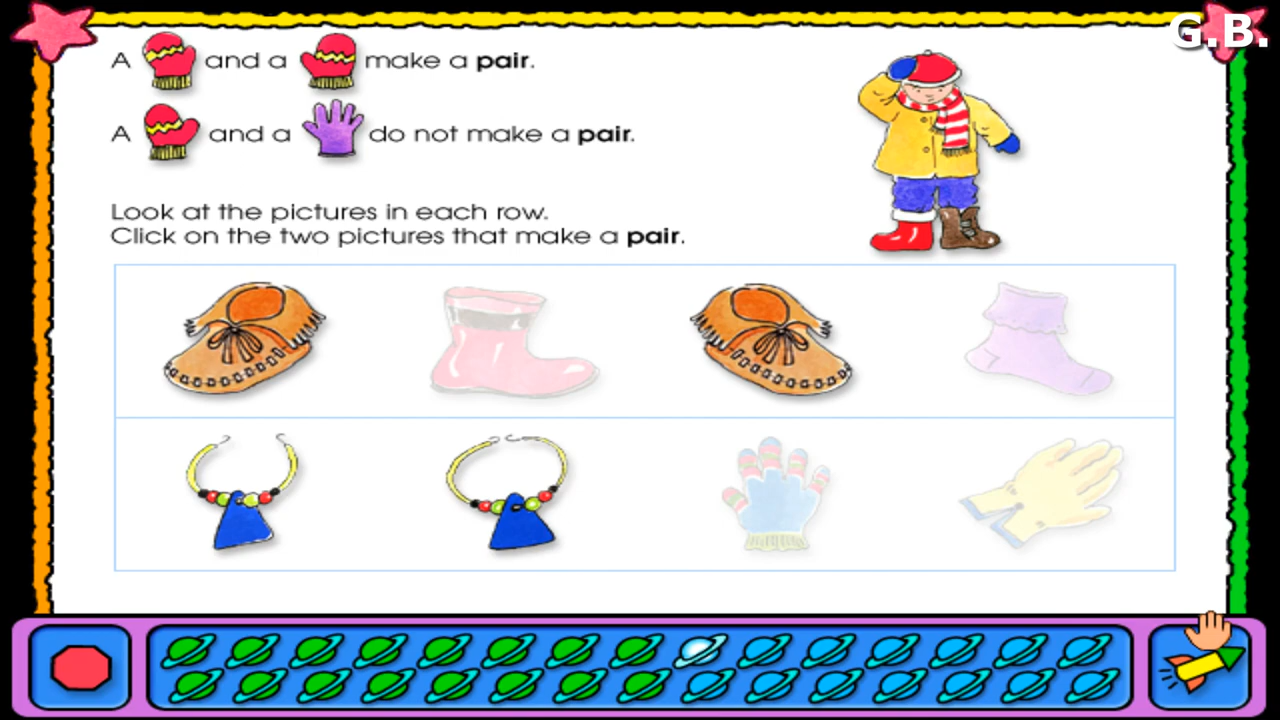 G.B.
A and a make a pair.
A and a do not make a pair.
Look at the pictures in each row.
Click on the two pictures that make a pair.